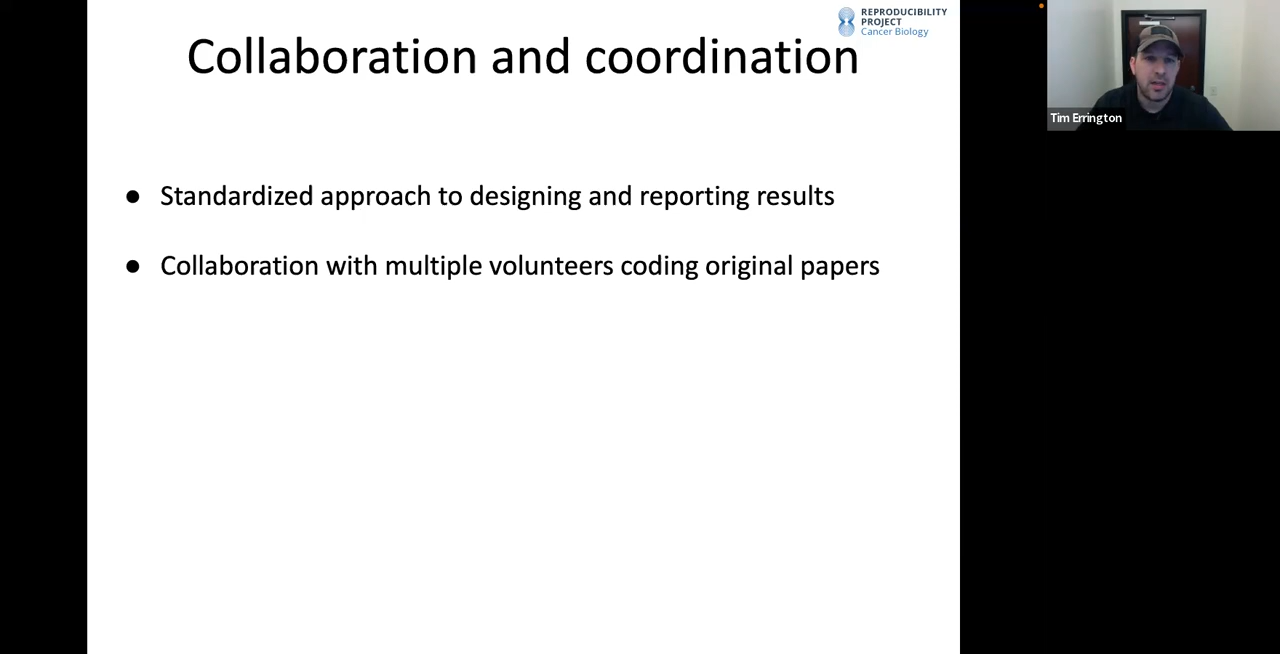 REPRODUCIBILITY
PROJECT
Cancer Biology
Collaboration and coordination
● Standardized approach to designing and reporting results
● Collaboration with multiple volunteers coding original papers
Tim Errington